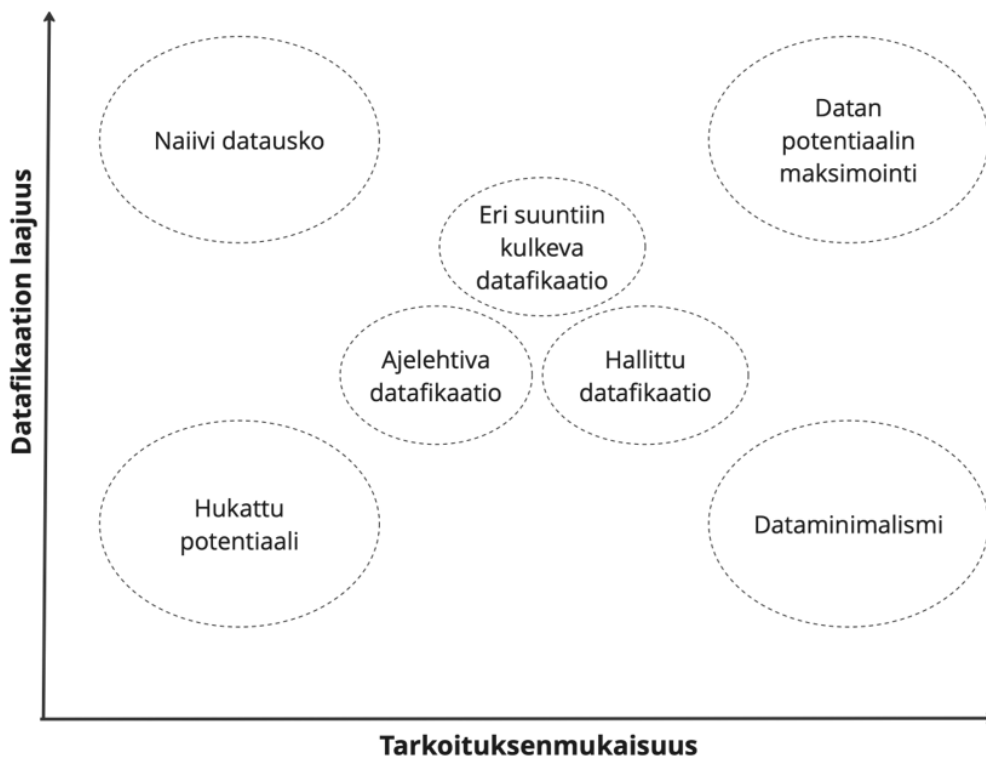 Datafikaation laajuus
Naiivi datausko
Datan
potentiaalin
maksimointi
Eri suuntiin
kulkeva
datafikaatio
Ajelehtiva
datafikaatio
Hallittu
datafikaatio
Hukattu
potentiaali
Dataminimalismi
Tarkoituksenmukaisuus